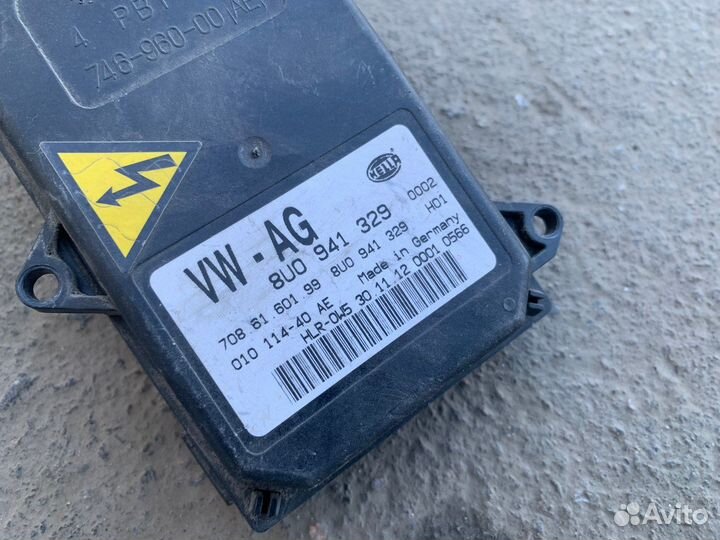 4 PBT
746-960-00 (AE)
HELLA
VW-AG
8U0 941 329 0002
708 61 601.99 8U0 941 329 H01
010 114-40 AE Made in Germany
HLR-0W5 30 11 12 0001 0566
Avito